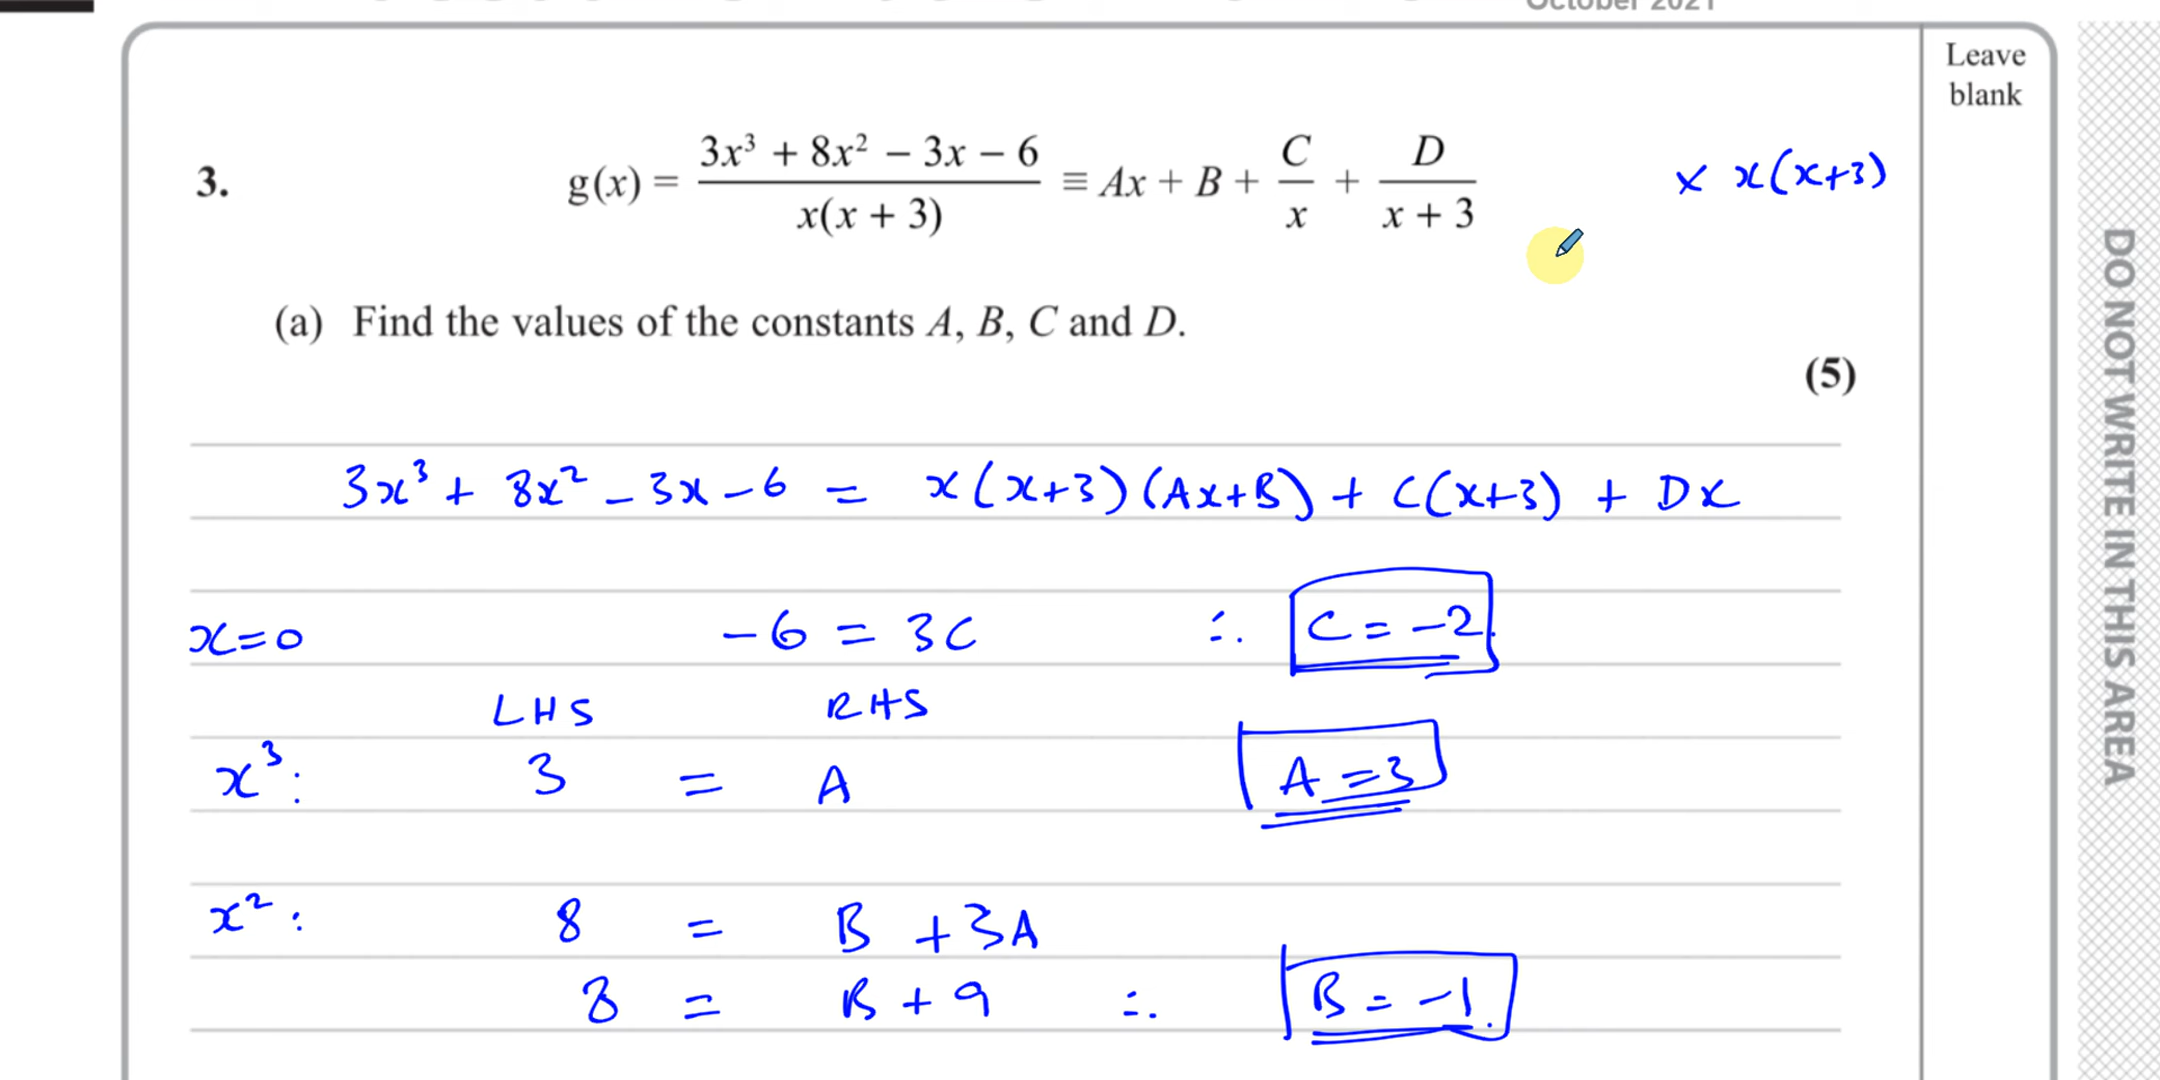 October 2021
Leave
blank
3. g(x) = 3x³ + 8x² − 3x − 6 / x(x + 3) ≡ Ax + B + C/x + D/(x + 3) × x(x+3)
(a) Find the values of the constants A, B, C and D.
(5)
3x³ + 8x² − 3x − 6 = x(x+3)(Ax+B) + C(x+3) + Dx
x=0 −6 = 3C ∴ C = −2
LHS RHS
x³: 3 = A A = 3
x²: 8 = B + 3A
8 = B + 9 ∴ B = −1.
DO NOT WRITE IN THIS AREA